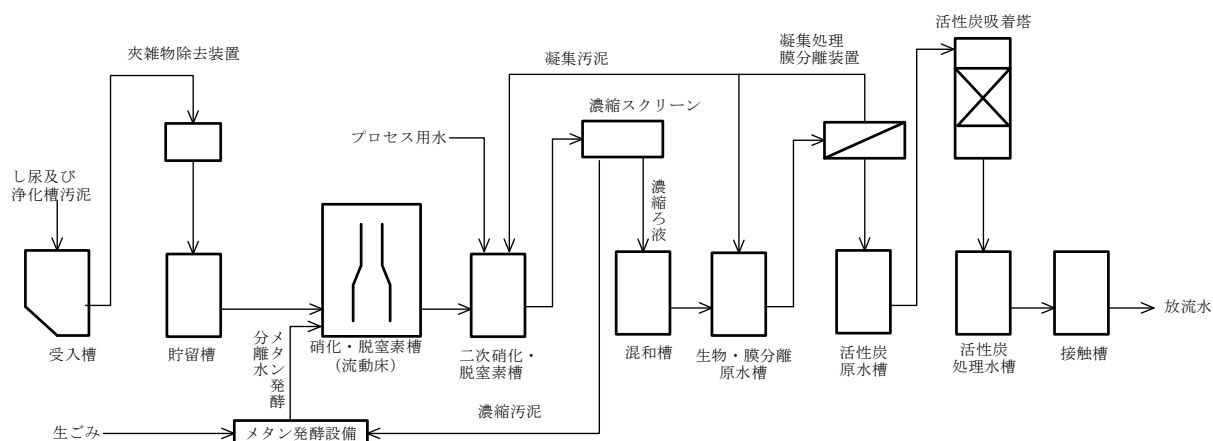 活性炭吸着塔
夾雑物除去装置
凝集汚泥
凝集処理
膜分離装置
濃縮スクリーン
プロセス用水
し尿及び
浄化槽汚泥
濃縮ろ液
放流水
受入槽
貯留槽
硝化・脱窒素槽
(流動床)
二次硝化・
脱窒素槽
混和槽
生物・膜分離
原水槽
活性炭
原水槽
活性炭
処理水槽
接触槽
メタン発酵
分離水
濃縮汚泥
生ごみ
メタン発酵設備